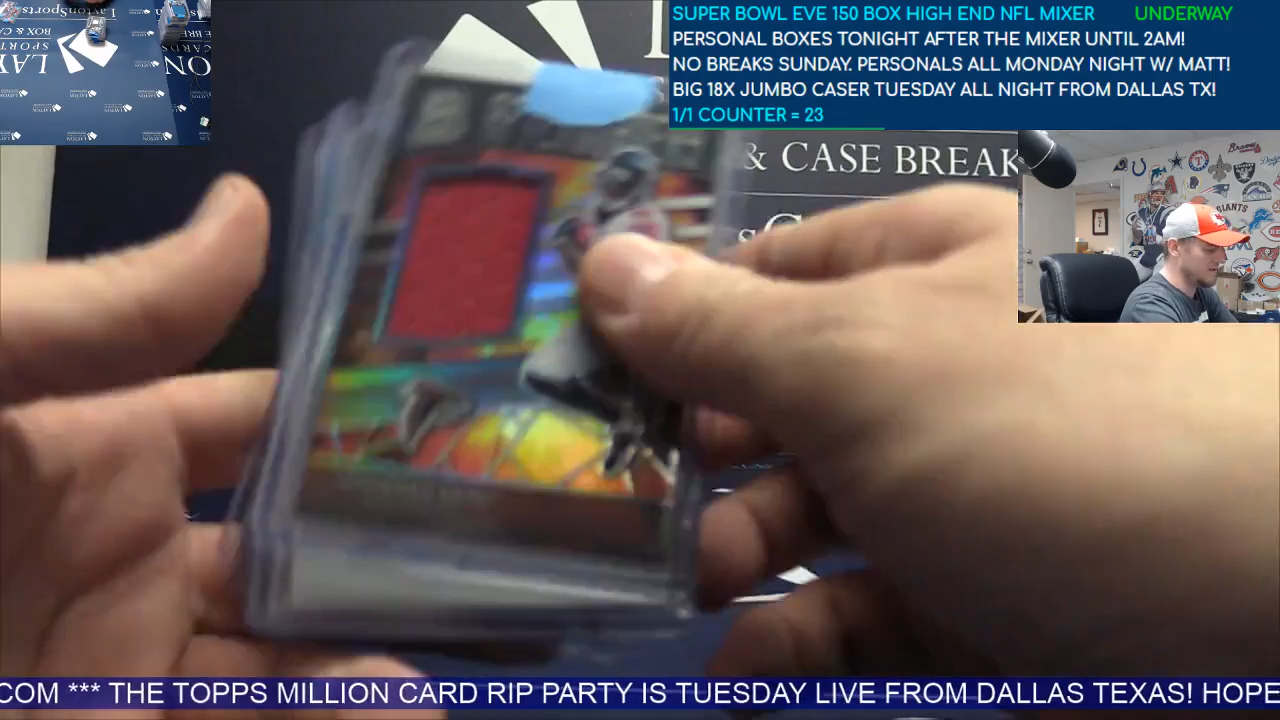 SUPER BOWL EVE 150 BOX HIGH END NFL MIXER UNDERWAY
PERSONAL BOXES TONIGHT AFTER THE MIXER UNTIL 2AM!
NO BREAKS SUNDAY. PERSONALS ALL MONDAY NIGHT W/ MATT!
BIG 18X JUMBO CASER TUESDAY ALL NIGHT FROM DALLAS TX!
1/1 COUNTER = 23
& CASE BREAK
GIANTS
Braves
.COM *** THE TOPPS MILLION CARD RIP PARTY IS TUESDAY LIVE FROM DALLAS TEXAS! HOPE